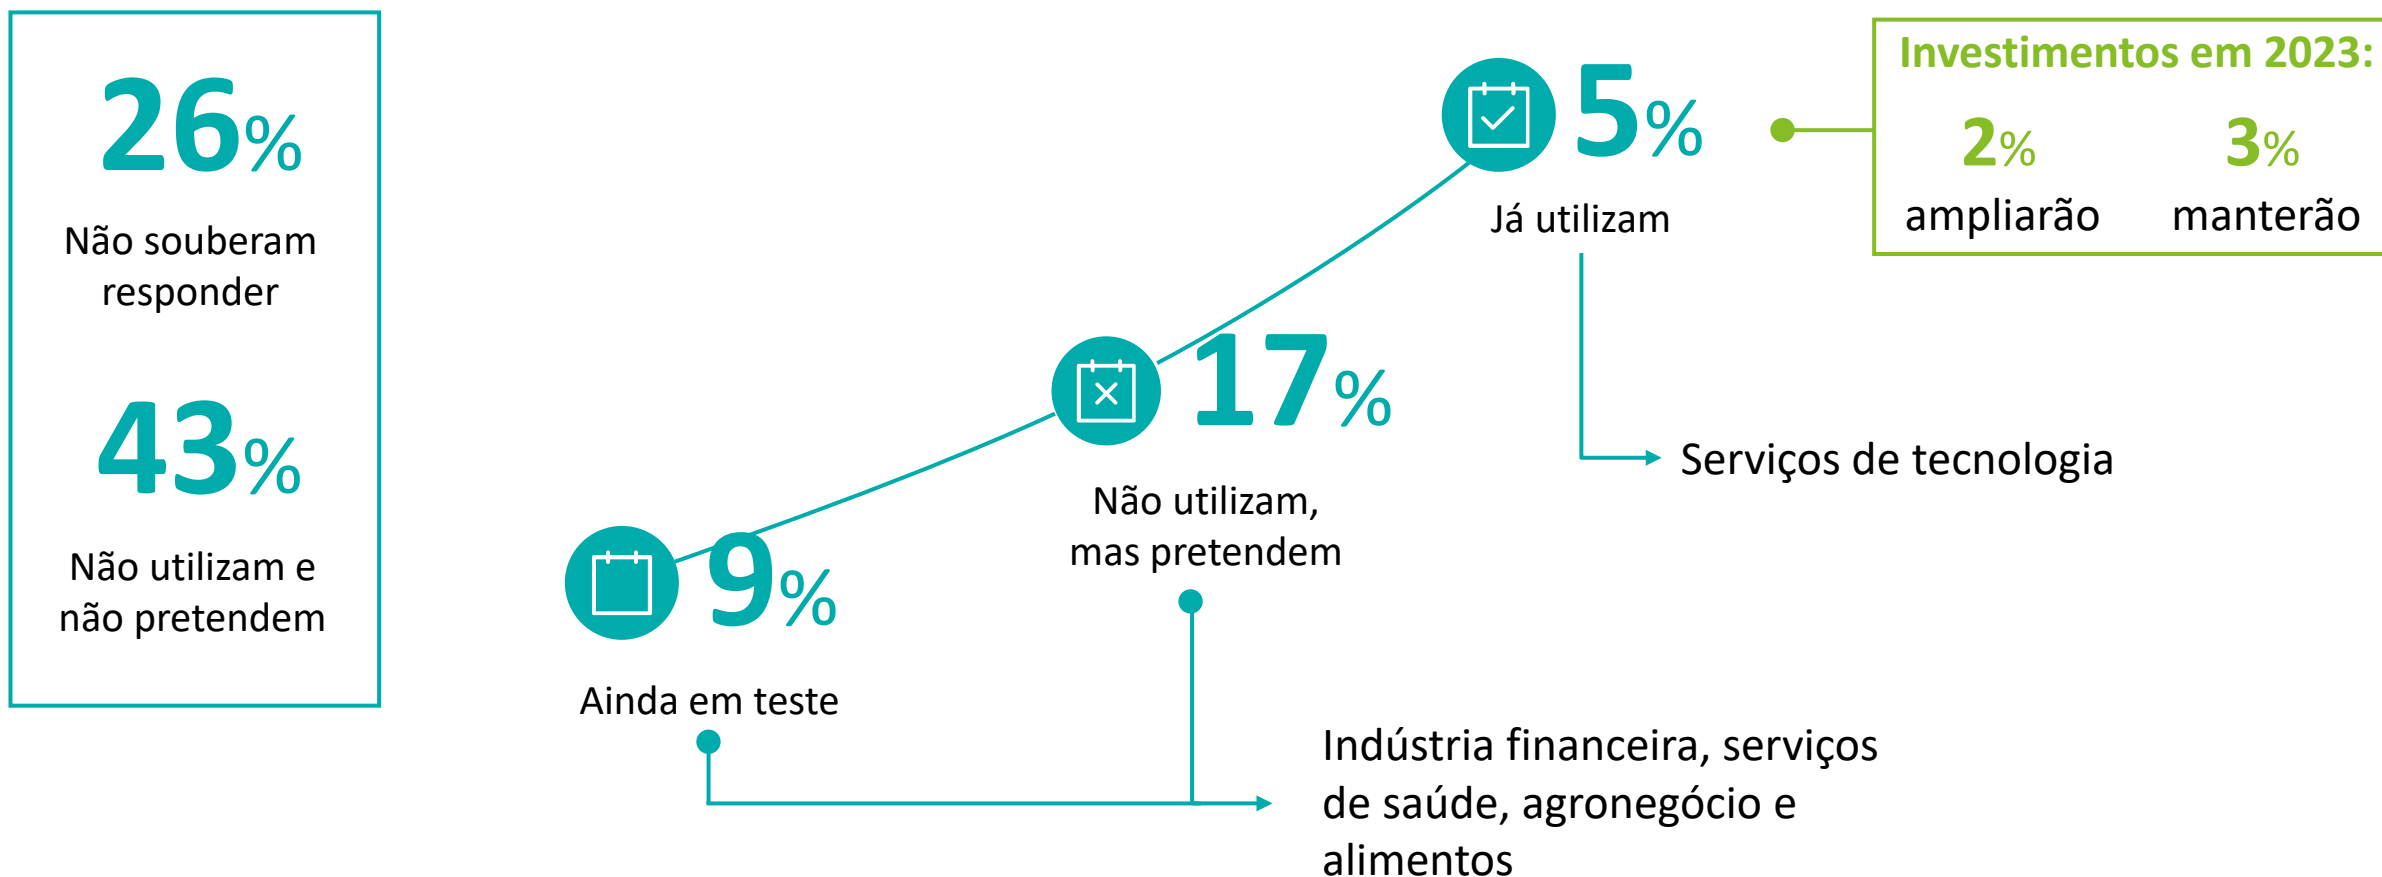 26%
Não souberam
responder
43%
Não utilizam e
não pretendem
9%
Ainda em teste
17%
Não utilizam,
mas pretendem
5%
Já utilizam
Investimentos em 2023:
2%
ampliarão
3%
manterão
Serviços de tecnologia
Indústria financeira, serviços
de saúde, agronegócio e
alimentos